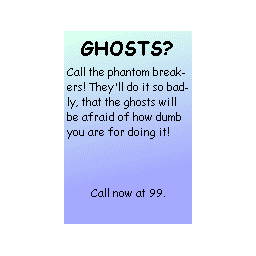 GHOSTS?
Call the phantom break-
ers! They'll do it so bad-
ly, that the ghosts will
be afraid of how dumb
you are for doing it!
Call now at 99.